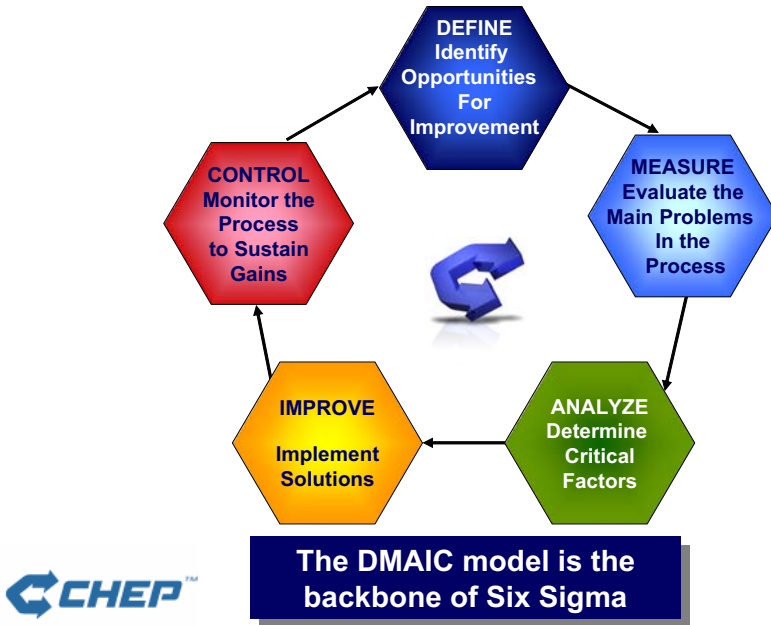 DEFINE
Identify
Opportunities
For
Improvement
MEASURE
Evaluate the
Main Problems
In the
Process
ANALYZE
Determine
Critical
Factors
IMPROVE
Implement
Solutions
CONTROL
Monitor the
Process
to Sustain
Gains
The DMAIC model is the
backbone of Six Sigma
CHEP™